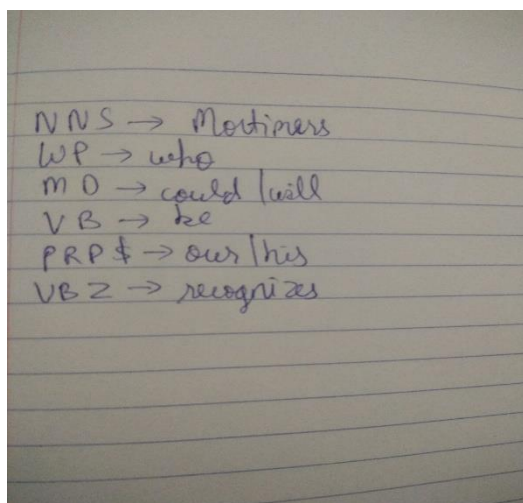 NNS → Mortimers
WP → who
MD → could | will
VB → be
PRP$ → our | his
VBZ → recognizes